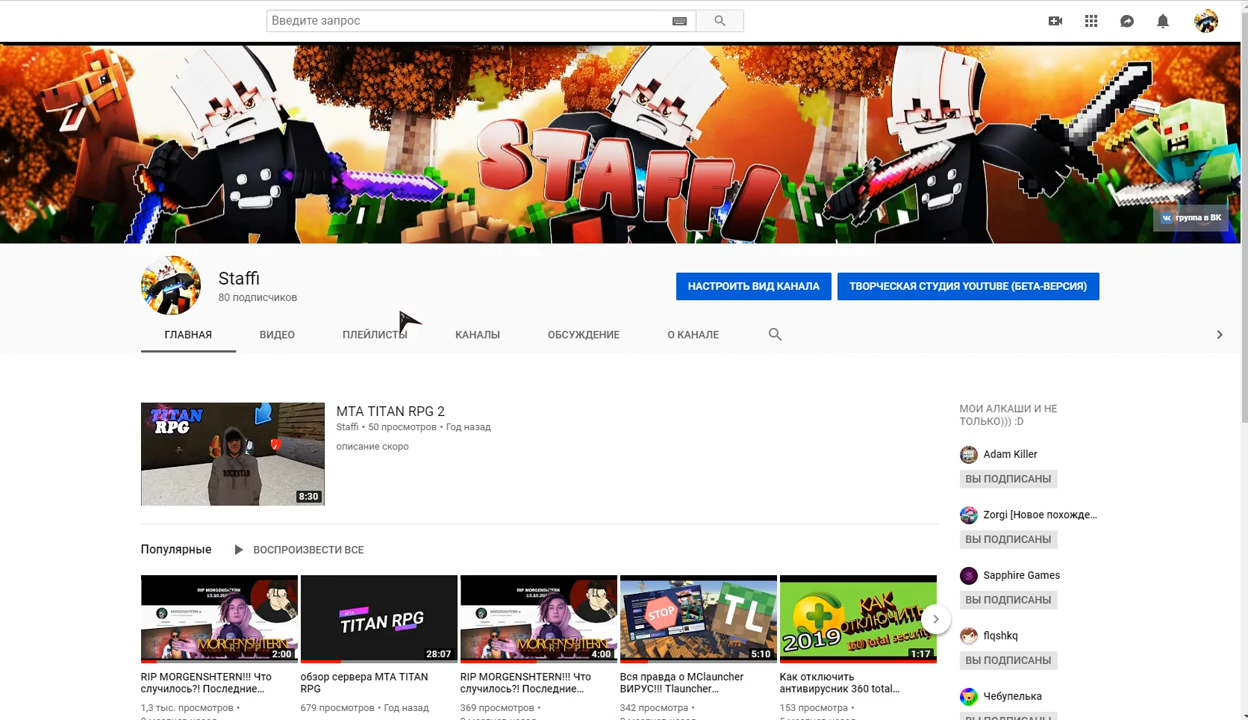 Введите запрос
STAFFI
группа в ВК
Staffi
80 подписчиков
НАСТРОИТЬ ВИД КАНАЛА
ТВОРЧЕСКАЯ СТУДИЯ YOUTUBE (БЕТА-ВЕРСИЯ)
ГЛАВНАЯ ВИДЕО ПЛЕЙЛИСТЫ КАНАЛЫ ОБСУЖДЕНИЕ О КАНАЛЕ
TITAN
RPG
ROCKSTAR
8:30
MTA TITAN RPG 2
Staffi • 50 просмотров • Год назад
описание скоро
МОИ АЛКАШИ И НЕ
ТОЛЬКО))) :D
Adam Killer
ВЫ ПОДПИСАНЫ
Zorgi [Новое похожде...
ВЫ ПОДПИСАНЫ
Sapphire Games
ВЫ ПОДПИСАНЫ
flqshkq
ВЫ ПОДПИСАНЫ
Чебупелька
ВЫ ПОДПИСАНЫ
Популярные
ВОСПРОИЗВЕСТИ ВСЕ
RIP MORGENSHTERN
MORGENSHTERN
2:00
RIP MORGENSHTERN!!! Что
случилось?! Последние...
1,3 тыс. просмотров •
MTA
TITAN RPG
28:07
обзор сервера MTA TITAN
RPG
679 просмотров • Год назад
RIP MORGENSHTERN
MORGENSHTERN
4:00
RIP MORGENSHTERN!!! Что
случилось?! Последние...
369 просмотров •
STOP
TL
5:10
Вся правда о MClauncher
ВИРУС!!! Tlauncher...
342 просмотра •
КАК
ОТКЛЮЧИТЬ
2019
360 total security
1:17
Как отключить
антивирусник 360 total...
153 просмотра •